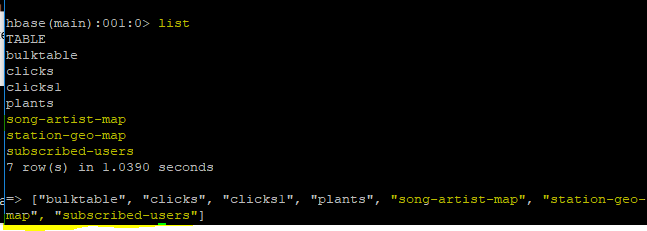 hbase(main):001:0> list
TABLE
bulktable
clicks
clicks1
plants
song-artist-map
station-geo-map
subscribed-users
7 row(s) in 1.0390 seconds
=> ["bulktable", "clicks", "clicks1", "plants", "song-artist-map", "station-geo-
map", "subscribed-users"]